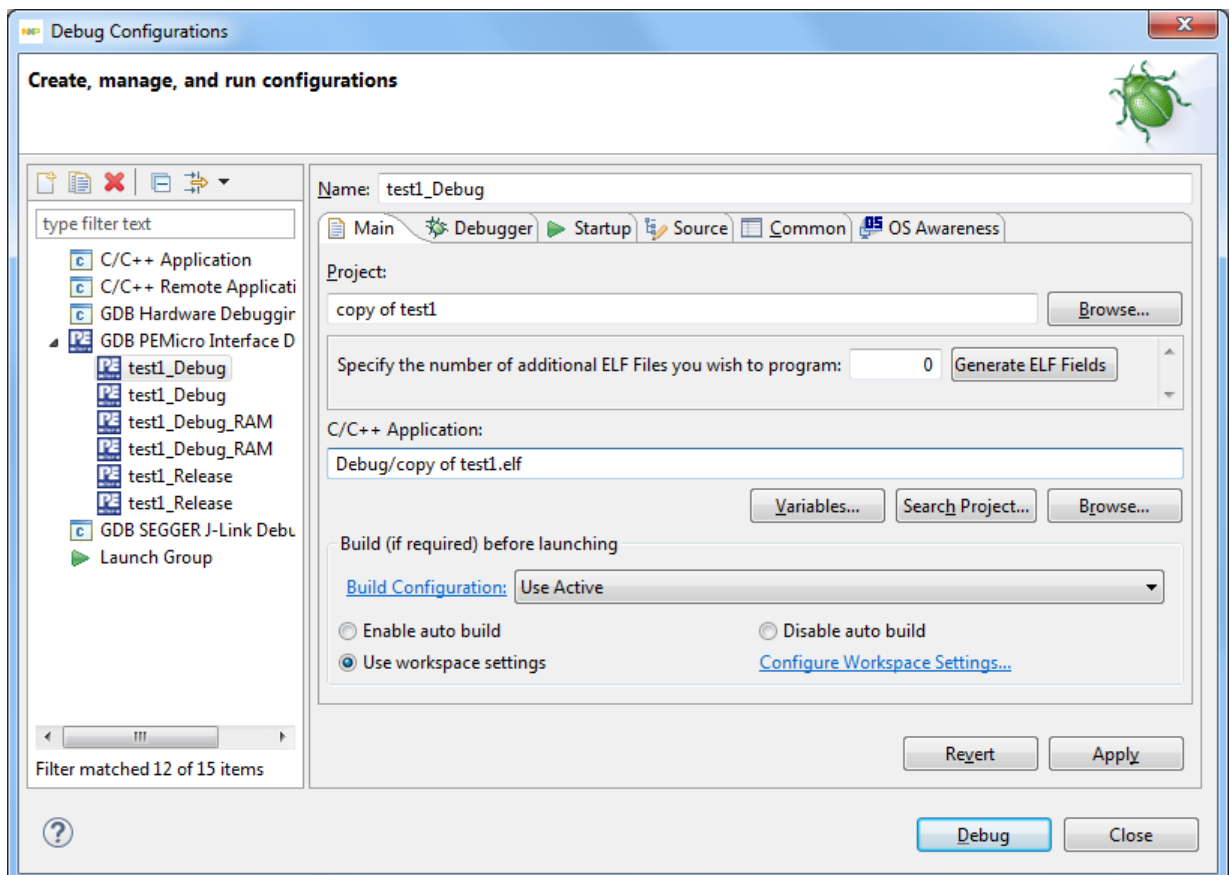 NXP Debug Configurations
Create, manage, and run configurations
type filter text
C/C++ Application
C/C++ Remote Applicati
GDB Hardware Debuggin
GDB PEMicro Interface D
test1_Debug
test1_Debug
test1_Debug_RAM
test1_Debug_RAM
test1_Release
test1_Release
GDB SEGGER J-Link Debu
Launch Group
Filter matched 12 of 15 items
Name: test1_Debug
Main Debugger Startup Source Common OS Awareness
Project:
copy of test1 Browse...
Specify the number of additional ELF Files you wish to program: 0 Generate ELF Fields
C/C++ Application:
Debug/copy of test1.elf
Variables... Search Project... Browse...
Build (if required) before launching
Build Configuration: Use Active
Enable auto build Disable auto build
Use workspace settings Configure Workspace Settings...
Revert Apply
? Debug Close